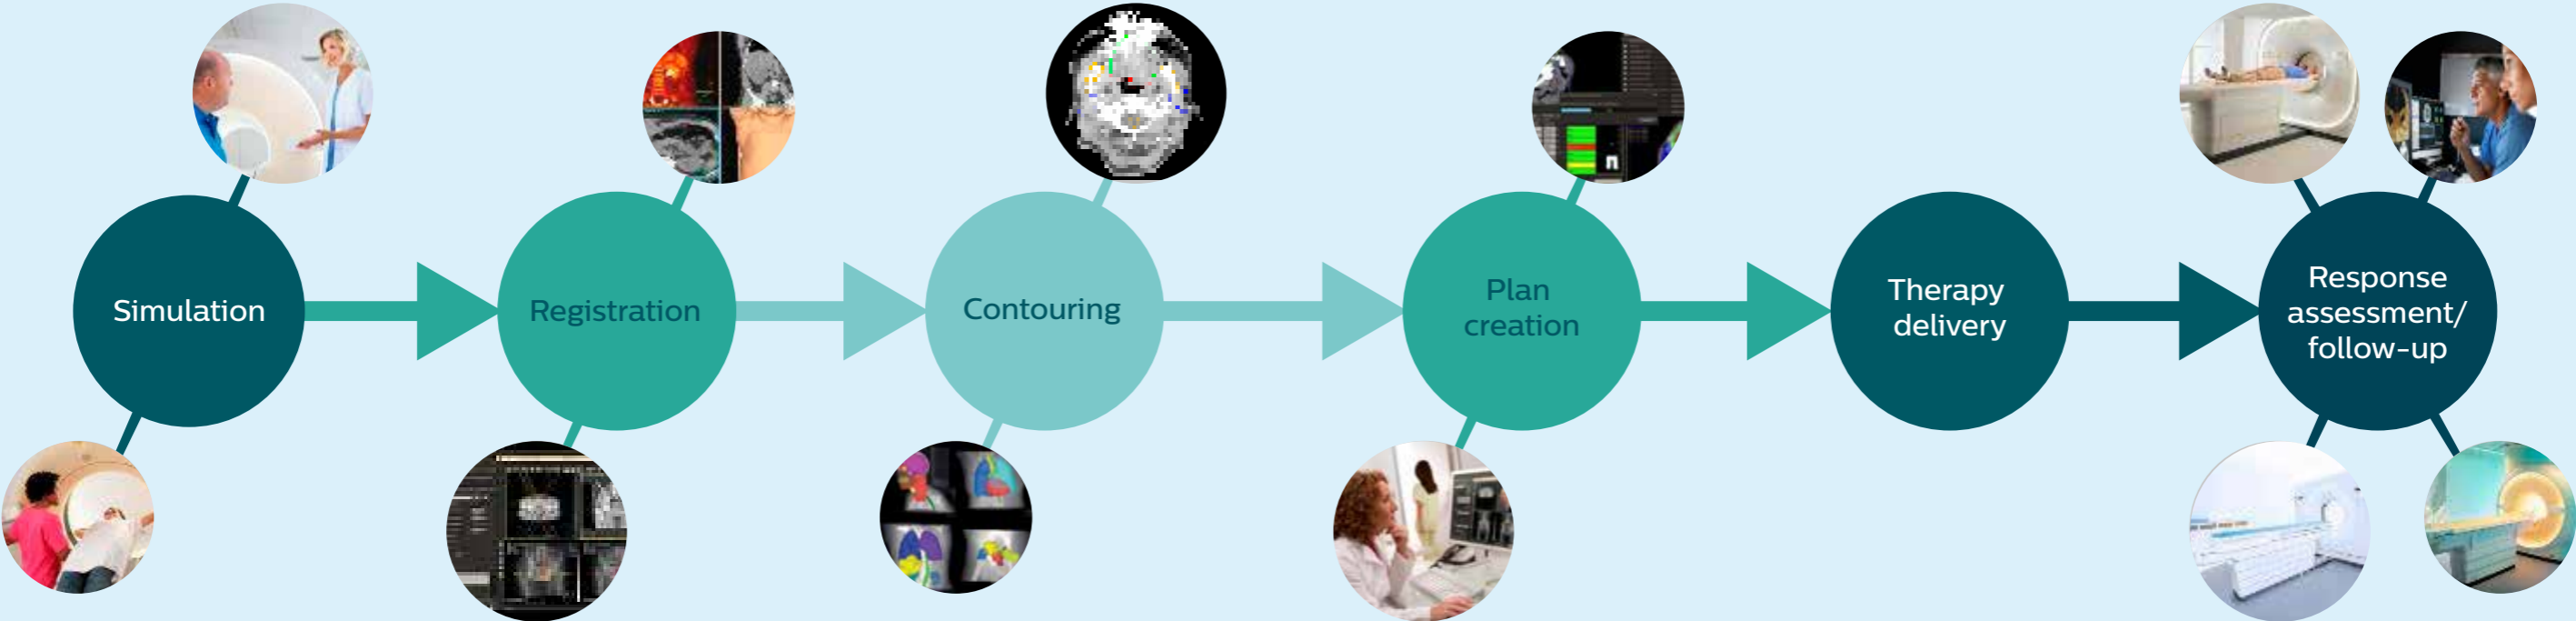 Simulation
Registration
Contouring
Plan
creation
Therapy
delivery
Response
assessment/
follow-up